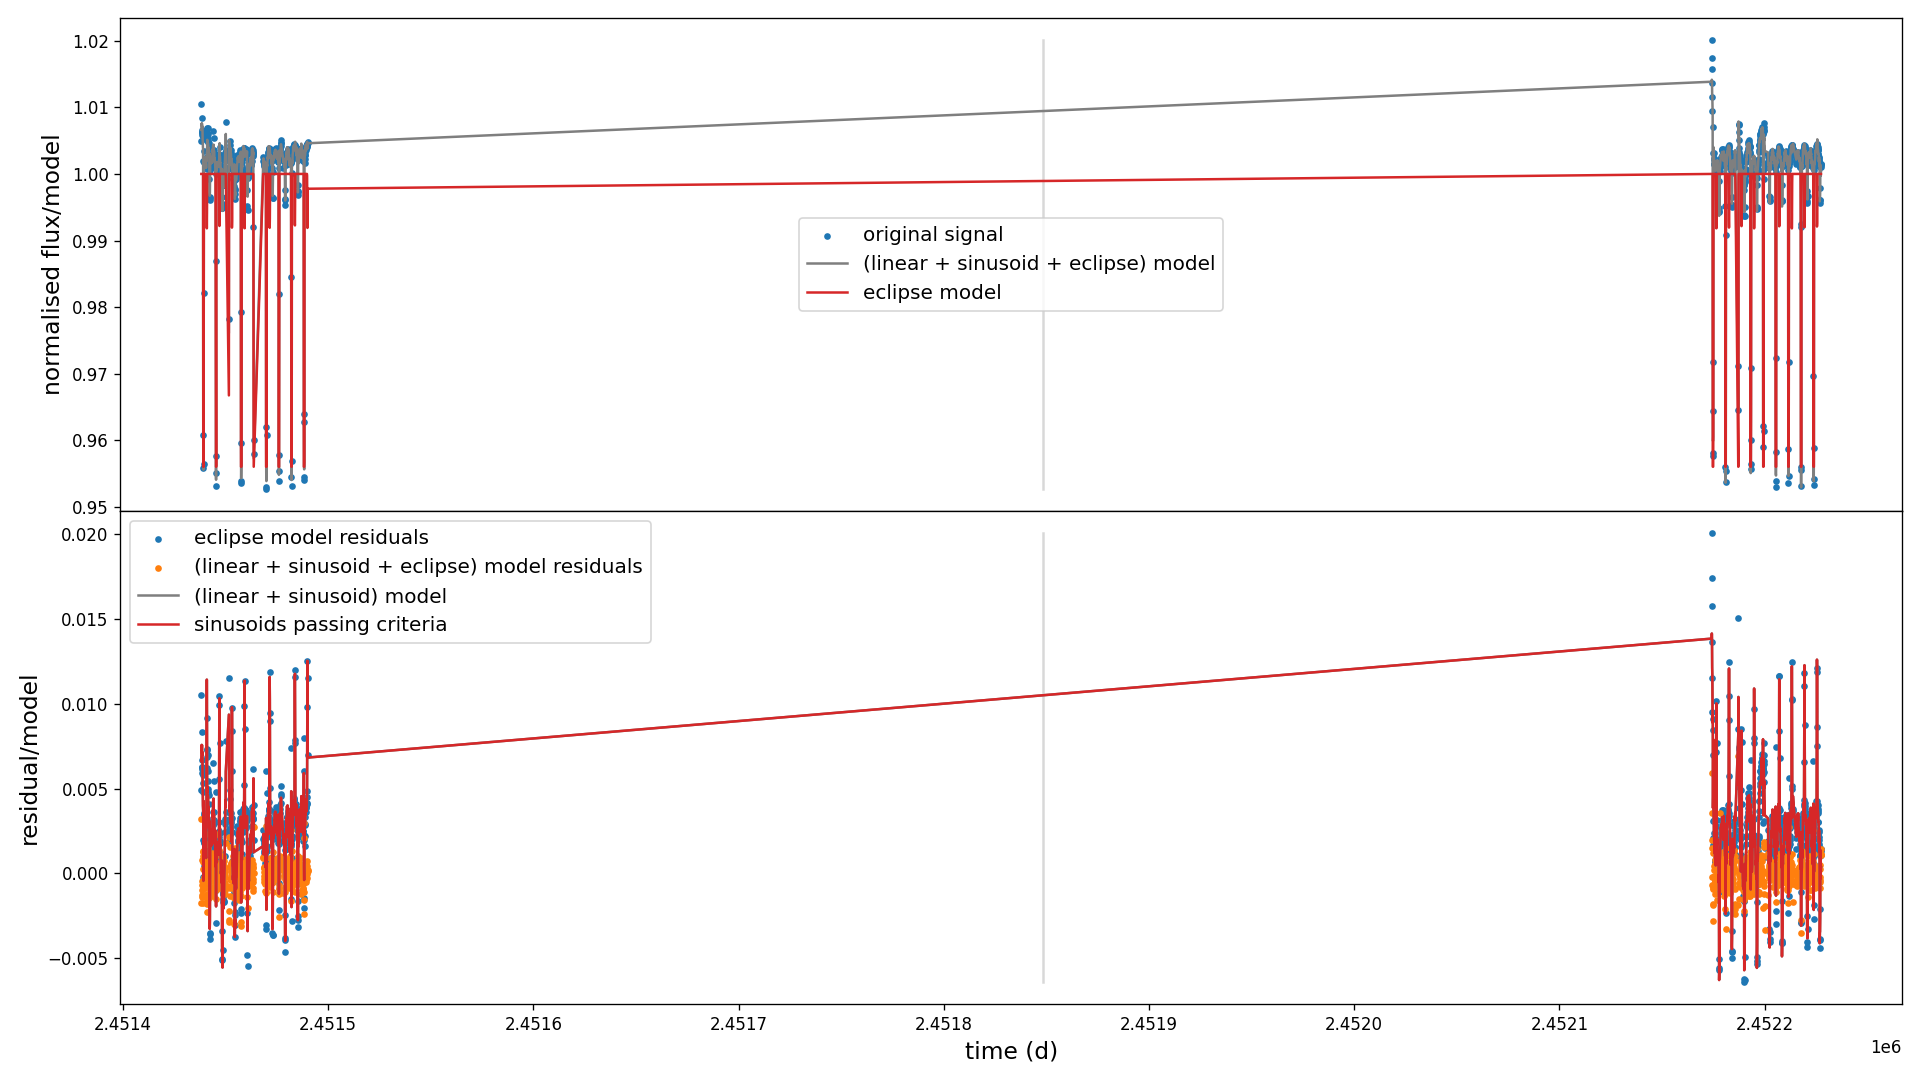 1.02
1.01
1.00
0.99
0.98
0.97
0.96
0.95
normalised flux/model
original signal
(linear + sinusoid + eclipse) model
eclipse model
0.020
0.015
0.010
0.005
0.000
−0.005
residual/model
eclipse model residuals
(linear + sinusoid + eclipse) model residuals
(linear + sinusoid) model
sinusoids passing criteria
2.4514 2.4515 2.4516 2.4517 2.4518 2.4519 2.4520 2.4521 2.4522
time (d)
1e6